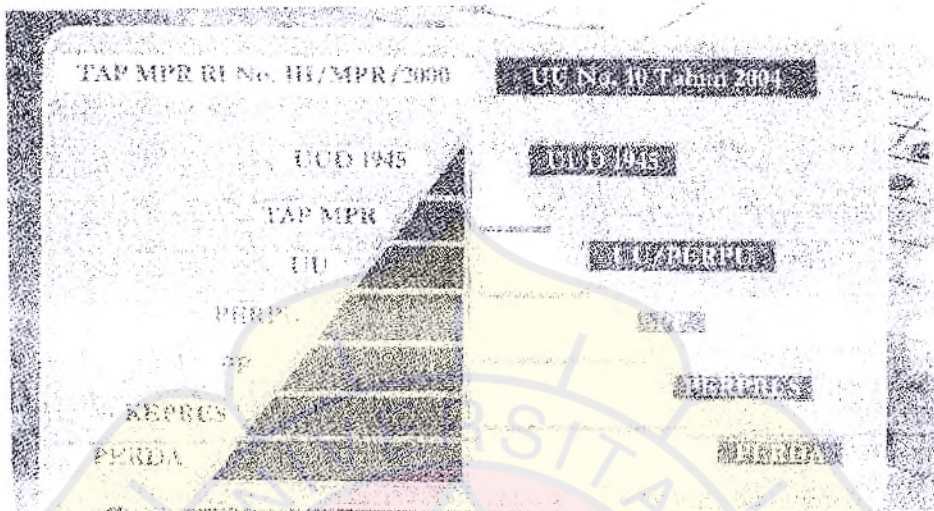 TAP MPR RI No. III/MPR/2000
UU No. 10 Tahun 2004
UUD 1945
UUD 1945
TAP MPR
UU
UU/PERPU
PERPU
PP
PP
KEPRES
PERPRES
PERDA
PERDA
UNIVERSITA